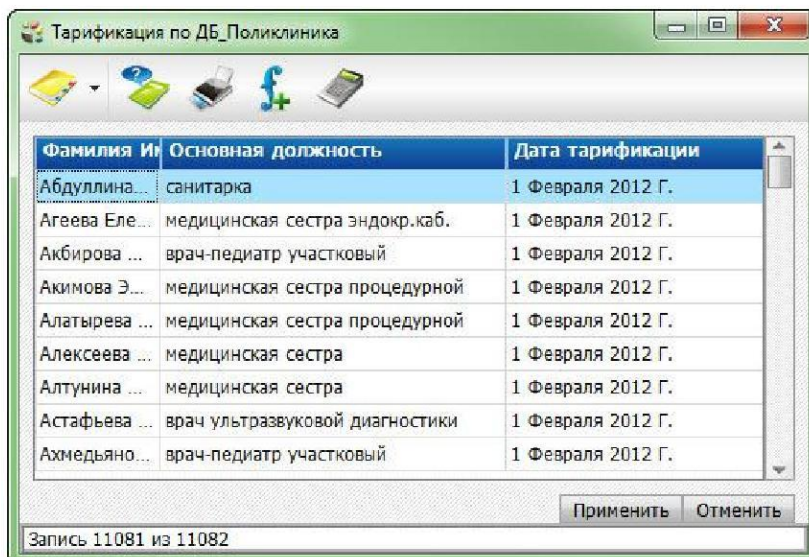 Тарификация по ДБ_Поликлиника
Фамилия Ин Основная должность Дата тарификации
Абдуллина... санитарка 1 Февраля 2012 Г.
Агеева Еле... медицинская сестра эндокр.каб. 1 Февраля 2012 Г.
Акбирова ... врач-педиатр участковый 1 Февраля 2012 Г.
Акимова Э... медицинская сестра процедурной 1 Февраля 2012 Г.
Алатырева ... медицинская сестра процедурной 1 Февраля 2012 Г.
Алексеева ... медицинская сестра 1 Февраля 2012 Г.
Алтунина ... медицинская сестра 1 Февраля 2012 Г.
Астафьева ... врач ультразвуковой диагностики 1 Февраля 2012 Г.
Ахмедьяно... врач-педиатр участковый 1 Февраля 2012 Г.
Применить Отменить
Запись 11081 из 11082